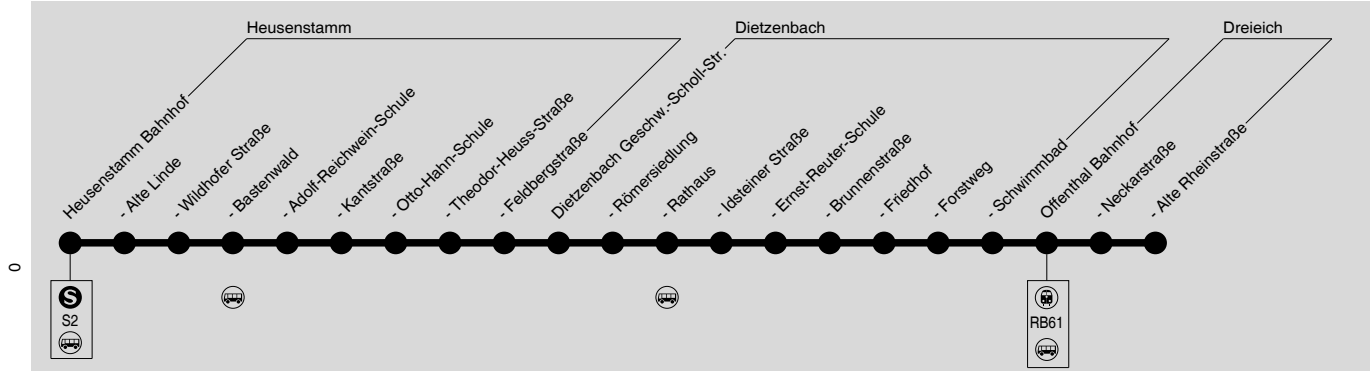 Heusenstamm
Dietzenbach
Dreieich
Heusenstamm Bahnhof
- Alte Linde
- Wildhofer Straße
- Bastenwald
- Adolf-Reichwein-Schule
- Kantstraße
- Otto-Hahn-Schule
- Theodor-Heuss-Straße
- Feldbergstraße
Dietzenbach Geschw.-Scholl-Str.
- Römersiedlung
- Rathaus
- Idsteiner Straße
- Ernst-Reuter-Schule
- Brunnenstraße
- Friedhof
- Forstweg
- Schwimmbad
Offenthal Bahnhof
- Neckarstraße
- Alte Rheinstraße
0
S
S2
RB61